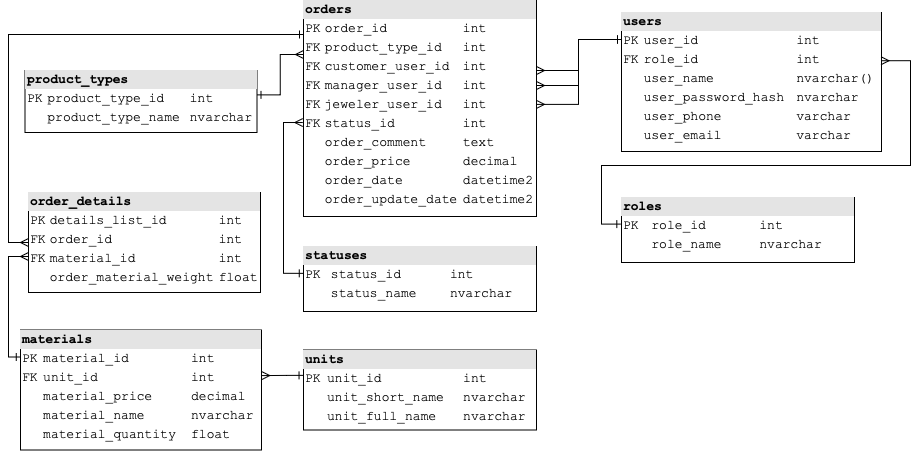 orders
PK order_id int
FK product_type_id int
FK customer_user_id int
FK manager_user_id int
FK jeweler_user_id int
FK status_id int
order_comment text
order_price decimal
order_date datetime2
order_update_date datetime2
users
PK user_id int
FK role_id int
user_name nvarchar()
user_password_hash nvarchar
user_phone varchar
user_email varchar
product_types
PK product_type_id int
product_type_name nvarchar
order_details
PK details_list_id int
FK order_id int
FK material_id int
order_material_weight float
roles
PK role_id int
role_name nvarchar
statuses
PK status_id int
status_name nvarchar
materials
PK material_id int
FK unit_id int
material_price decimal
material_name nvarchar
material_quantity float
units
PK unit_id int
unit_short_name nvarchar
unit_full_name nvarchar